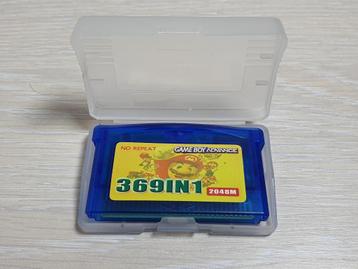 NO REPEAT
GAME BOY ADVANCE
369IN1
2048M